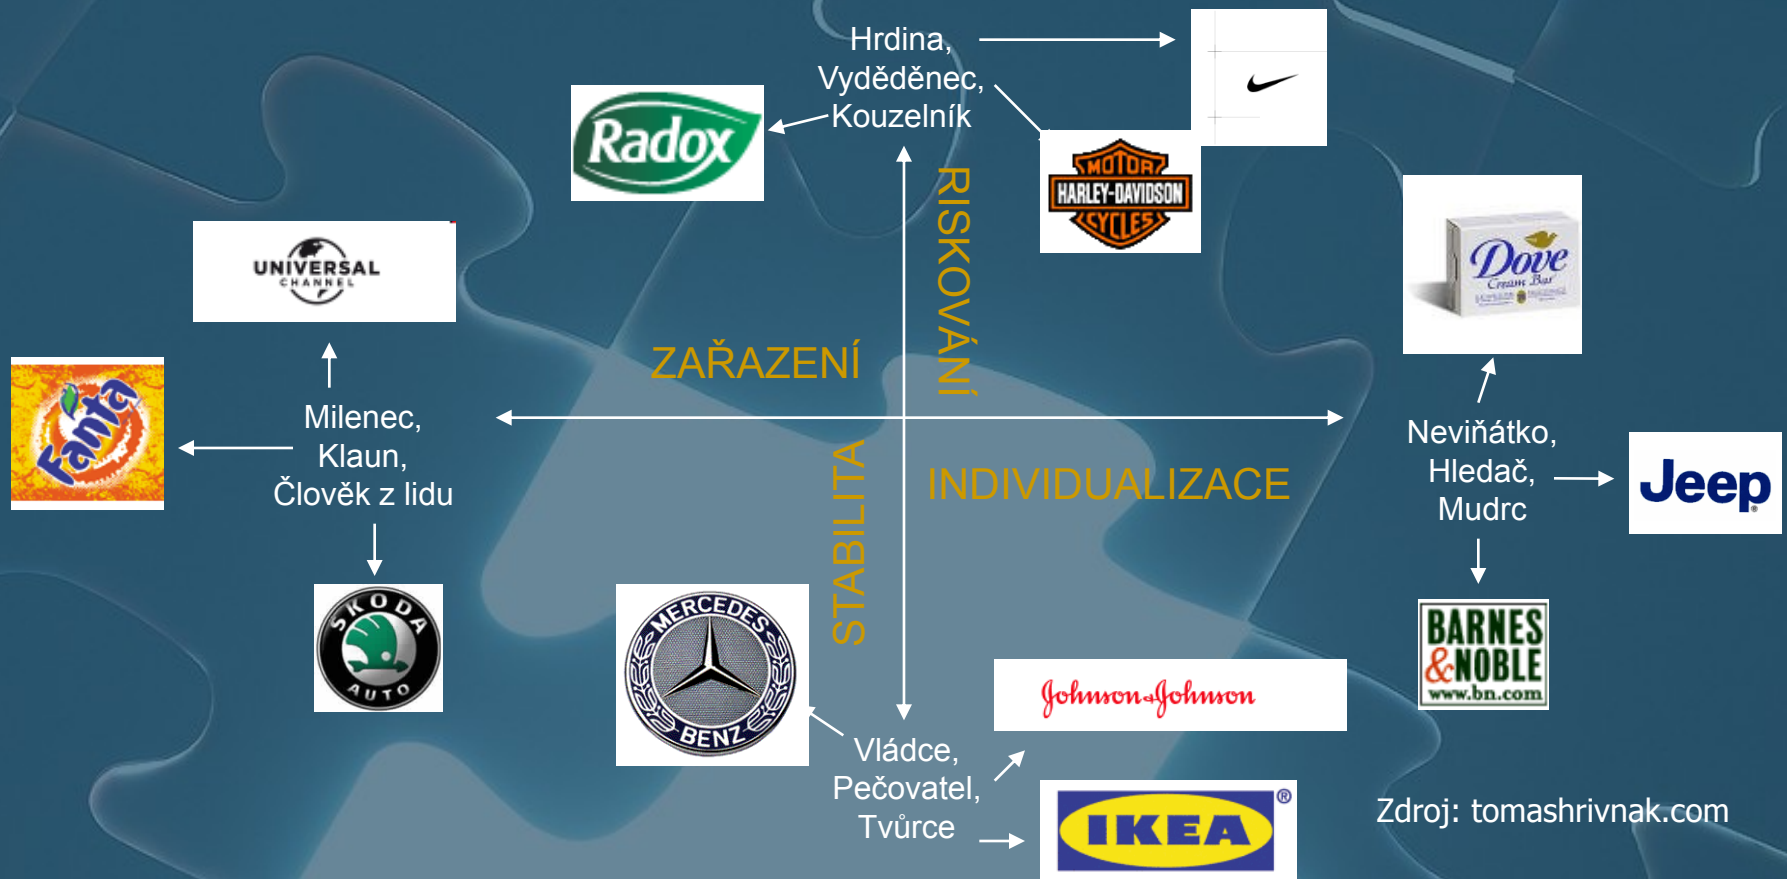 Hrdina,
Vyděděnec,
Kouzelník
Radox
MOTOR
HARLEY-DAVIDSON
CYCLES
RISKOVÁNÍ
UNIVERSAL
CHANNEL
Dove
Cream Bar
ZAŘAZENÍ
Fanta
Milenec,
Klaun,
Člověk z lidu
Neviňátko,
Hledač,
Mudrc
Jeep
INDIVIDUALIZACE
STABILITA
SKODA
AUTO
MERCEDES
BENZ
BARNES
&NOBLE
www.bn.com
Johnson&Johnson
Vládce,
Pečovatel,
Tvůrce
IKEA
®
Zdroj: tomashrivnak.com